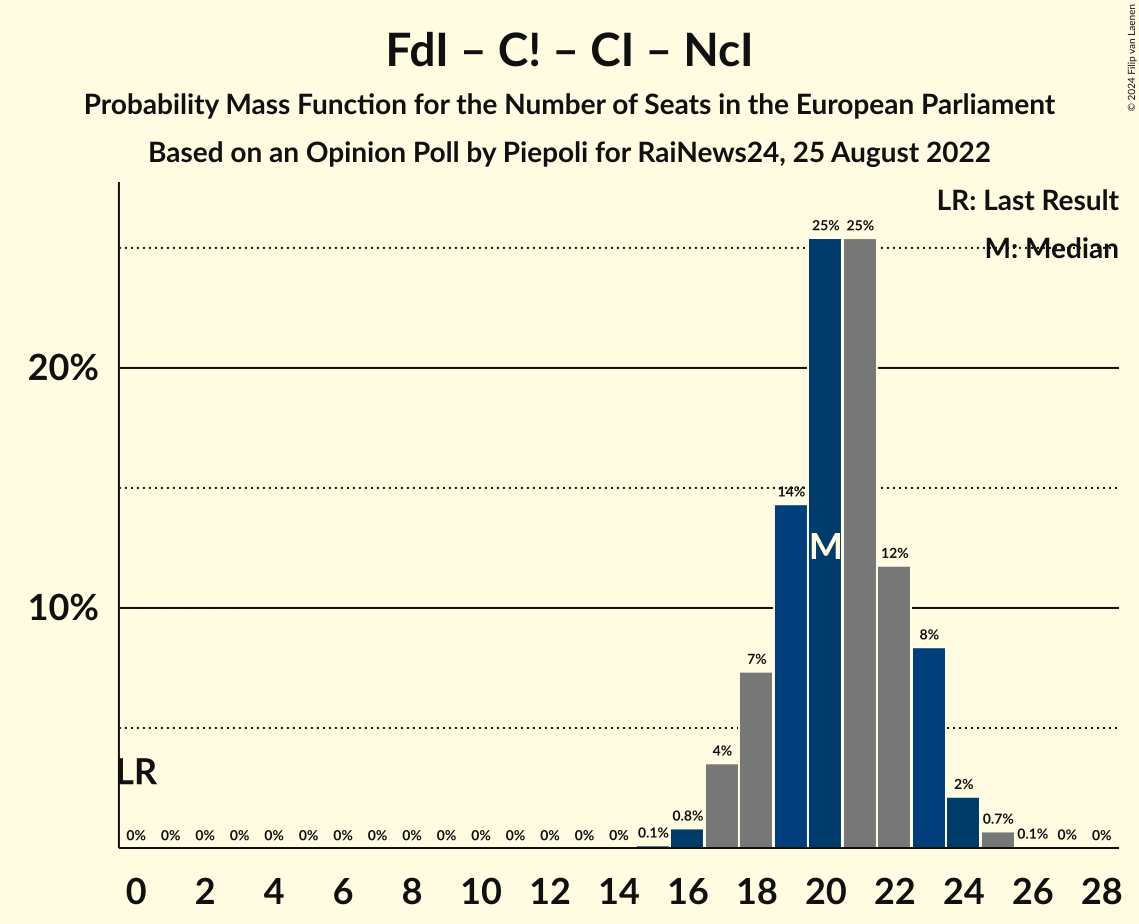 FdI – C! – CI – NcI
Probability Mass Function for the Number of Seats in the European Parliament
Based on an Opinion Poll by Piepoli for RaiNews24, 25 August 2022
© 2024 Filip van Laenen
LR: Last Result
M: Median
25% 25%
20%
14%
M
12%
10%
8%
7%
4%
LR
2%
0% 0% 0% 0% 0% 0% 0% 0% 0% 0% 0% 0% 0% 0% 0% 0.1% 0.8% 0.7% 0.1% 0% 0%
0 2 4 6 8 10 12 14 16 18 20 22 24 26 28